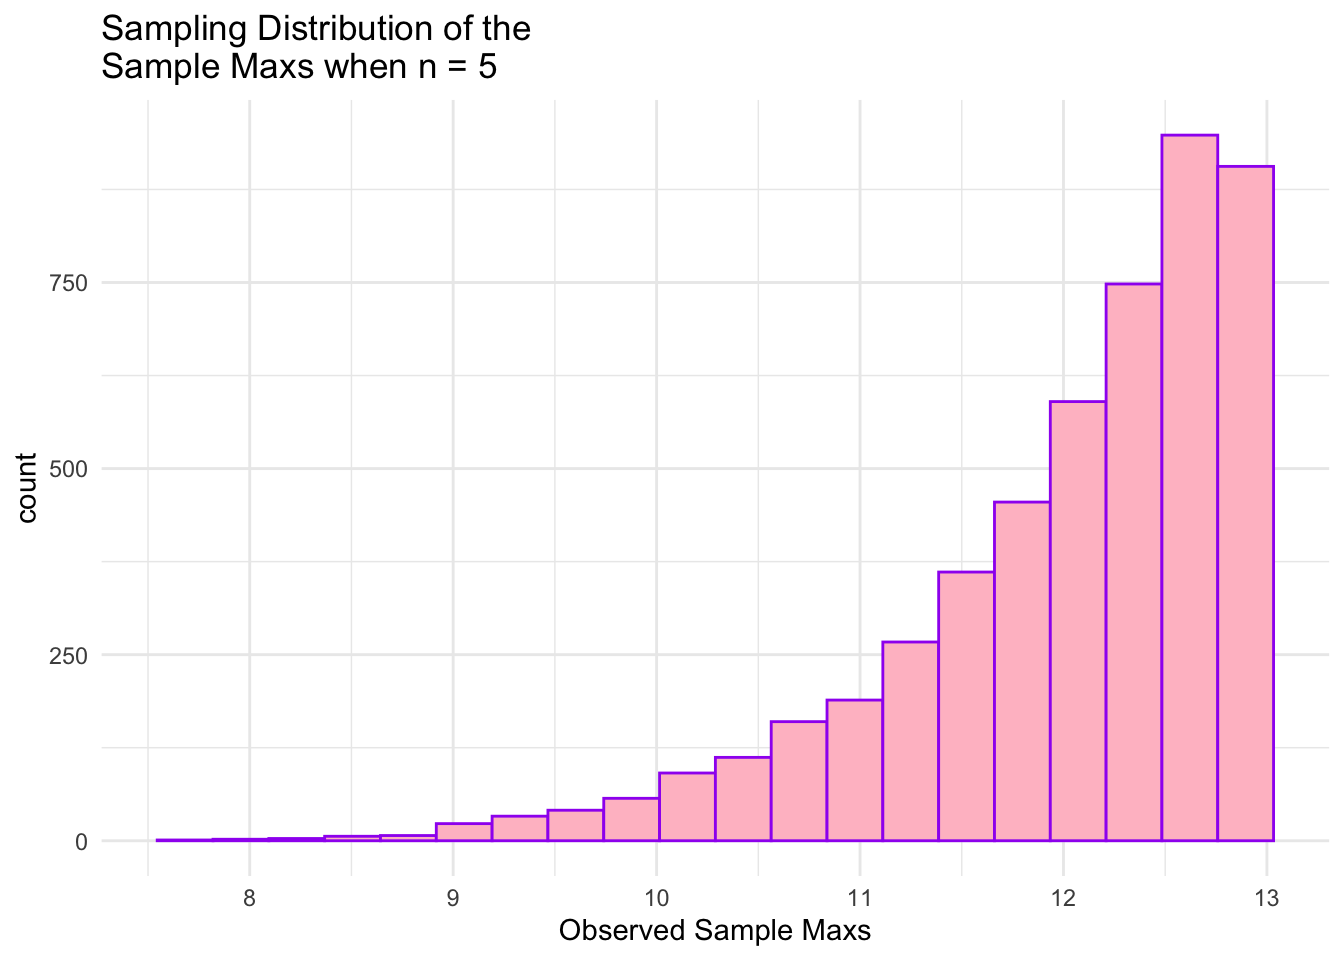 Sampling Distribution of the
Sample Maxs when n = 5
750
500
250
0
count
8 9 10 11 12 13
Observed Sample Maxs